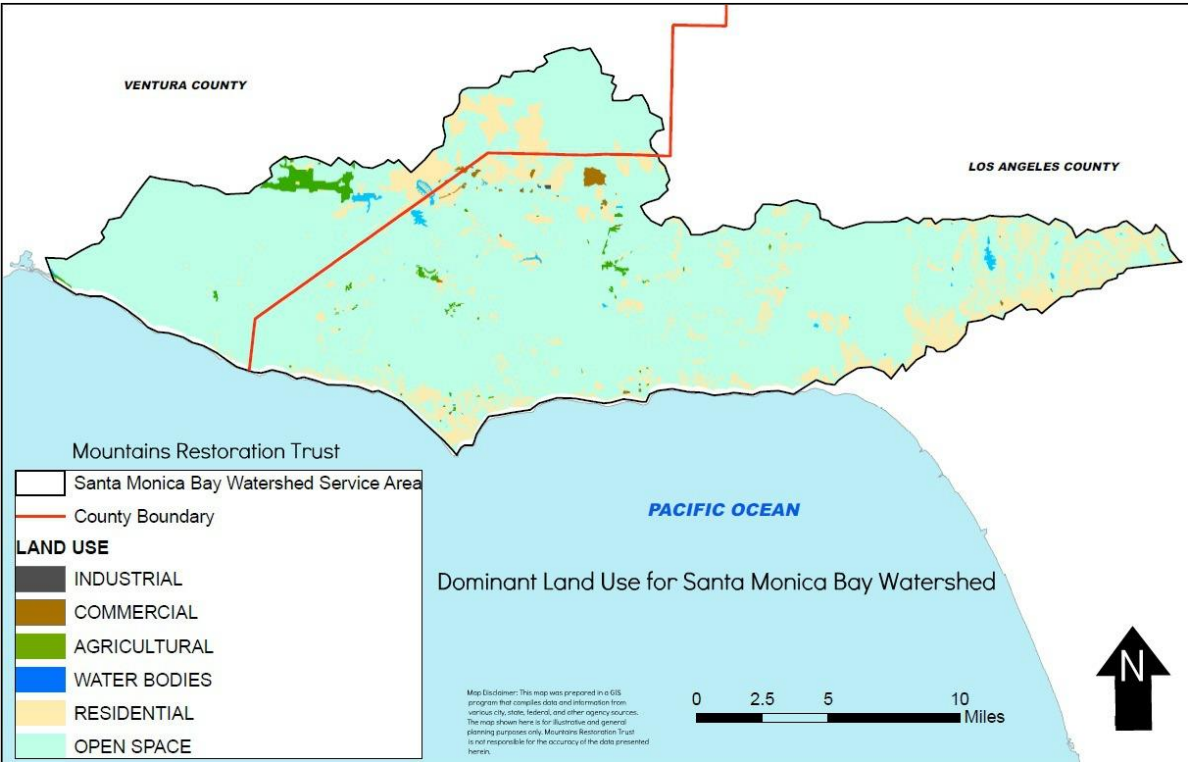 VENTURA COUNTY
LOS ANGELES COUNTY
PACIFIC OCEAN
Mountains Restoration Trust
Santa Monica Bay Watershed Service Area
County Boundary
LAND USE
INDUSTRIAL
COMMERCIAL
AGRICULTURAL
WATER BODIES
RESIDENTIAL
OPEN SPACE
Dominant Land Use for Santa Monica Bay Watershed
Map Disclaimer: This map was prepared in a GIS
program that compiles data and information from
various city, state, federal, and other agency sources.
The map shown here is for illustrative and general
planning purposes only. Mountains Restoration Trust
is not responsible for the accuracy of the data presented
herein.
0 2.5 5 10
Miles
N